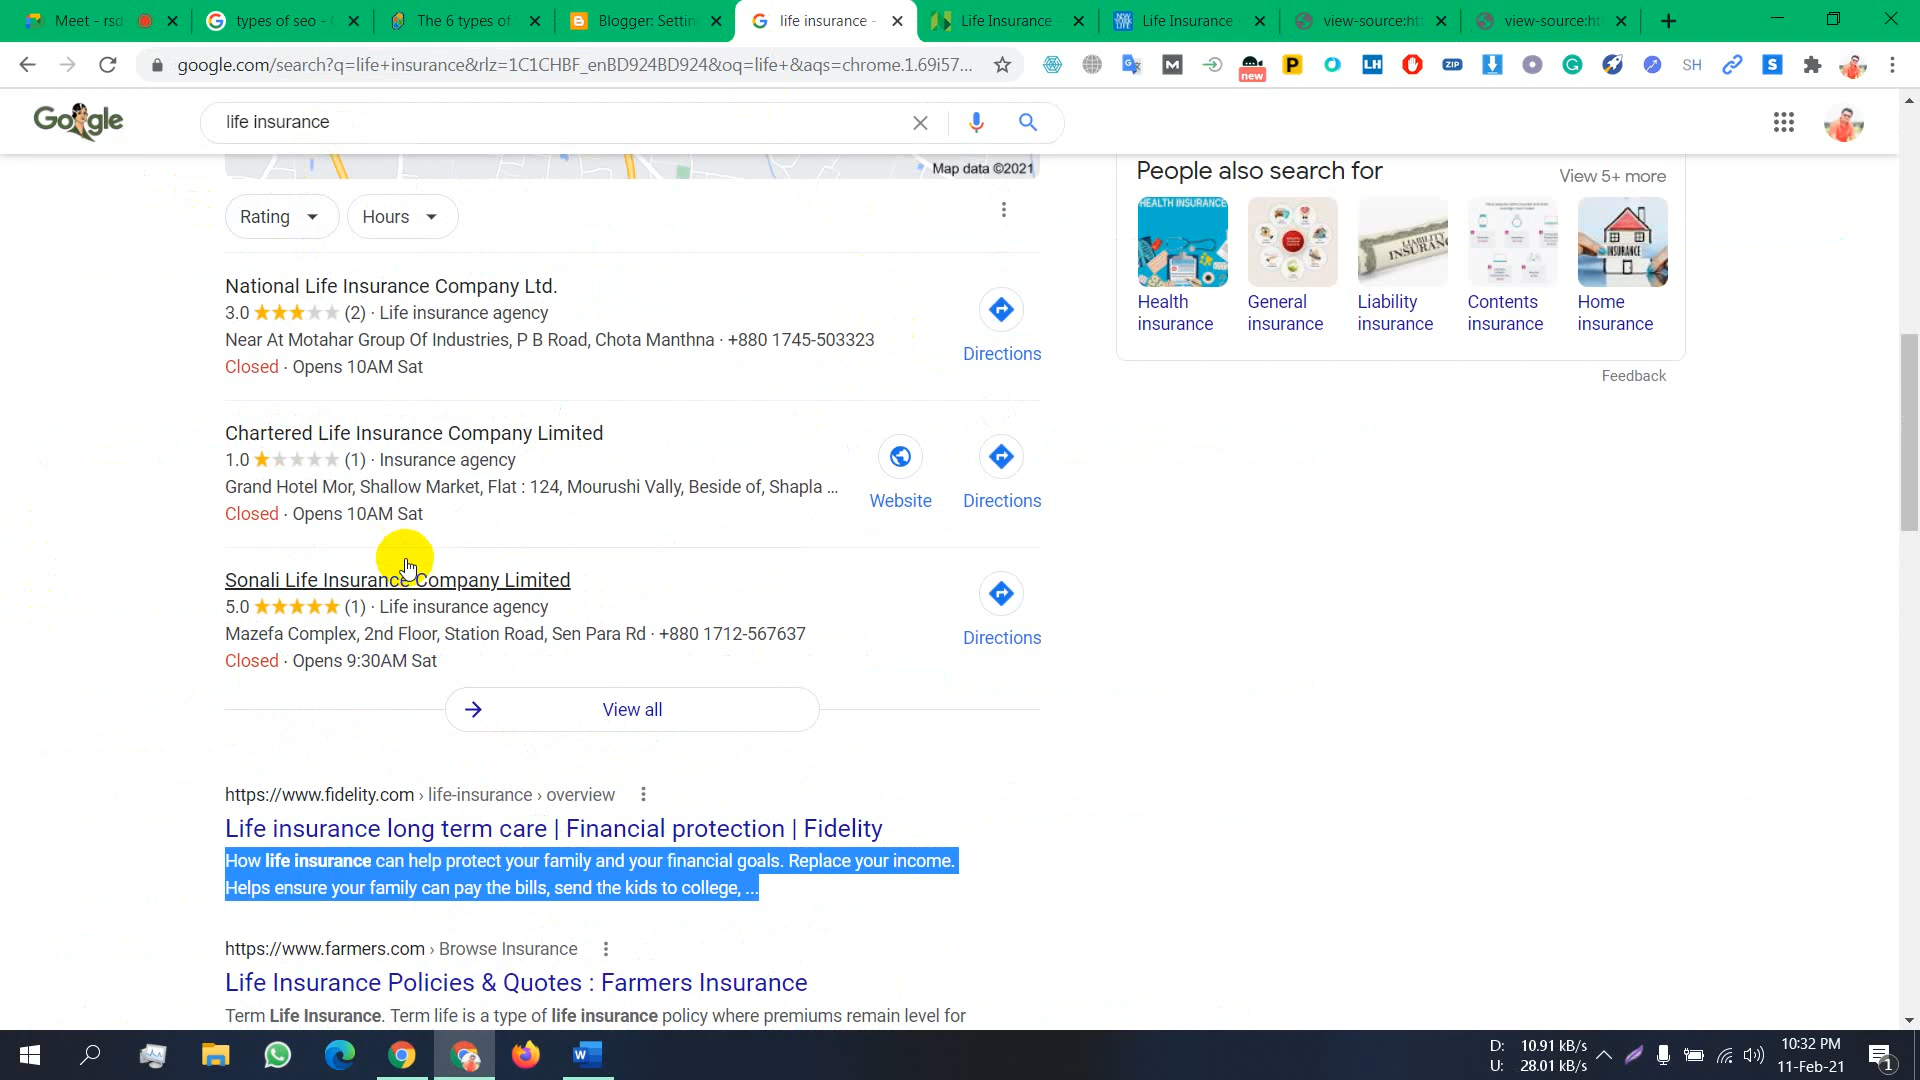 Meet - rsd
types of seo -
The 6 types of
Blogger: Settin
life insurance -
Life Insurance
Life Insurance
view-source:ht
view-source:ht
google.com/search?q=life+insurance&rlz=1C1CHBF_enBD924BD924&oq=life+&aqs=chrome.1.69i57...
new
ZIP
LH
SH
Google
life insurance
Map data ©2021
Rating
Hours
National Life Insurance Company Ltd.
3.0 (2) · Life insurance agency
Near At Motahar Group Of Industries, P B Road, Chota Manthna · +880 1745-503323
Closed · Opens 10AM Sat
Directions
Chartered Life Insurance Company Limited
1.0 (1) · Insurance agency
Grand Hotel Mor, Shallow Market, Flat : 124, Mourushi Vally, Beside of, Shapla ...
Closed · Opens 10AM Sat
Website
Directions
Sonali Life Insurance Company Limited
5.0 (1) · Life insurance agency
Mazefa Complex, 2nd Floor, Station Road, Sen Para Rd · +880 1712-567637
Closed · Opens 9:30AM Sat
Directions
View all
https://www.fidelity.com › life-insurance › overview
Life insurance long term care | Financial protection | Fidelity
How life insurance can help protect your family and your financial goals. Replace your income.
Helps ensure your family can pay the bills, send the kids to college, ...
https://www.farmers.com › Browse Insurance
Life Insurance Policies & Quotes : Farmers Insurance
Term Life Insurance. Term life is a type of life insurance policy where premiums remain level for
People also search for
View 5+ more
HEALTH INSURANCE
LIABILITY
INSURANC
INSURANCE
Health insurance
General insurance
Liability insurance
Contents insurance
Home insurance
Feedback
D: 10.91 kB/s
U: 28.01 kB/s
10:32 PM
11-Feb-21
1